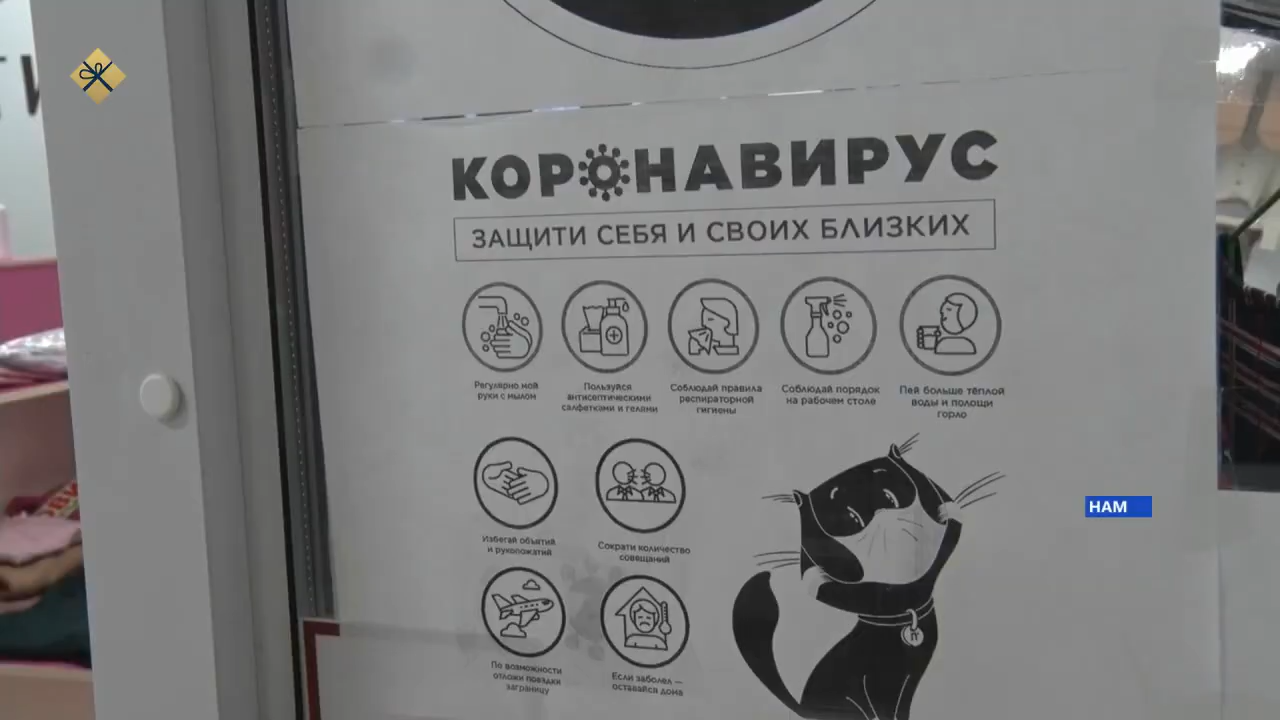 КОРОНАВИРУС
ЗАЩИТИ СЕБЯ И СВОИХ БЛИЗКИХ
Регулярно мой
руки с мылом
Пользуйся
антисептическими
салфетками и гелями
Соблюдай правила
респираторной
гигиены
Соблюдай порядок
на рабочем столе
Пей больше тёплой
воды и полощи
горло
Избегай объятий
и рукопожатий
Сократи количество
совещаний
По возможности
отложи поездки
заграницу
Если заболел —
оставайся дома
НАМ